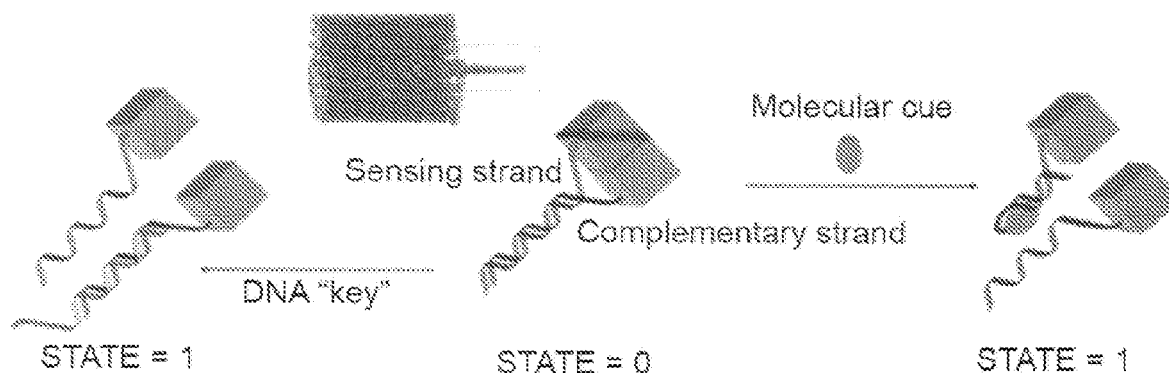 Molecular cue
Sensing strand
Complementary strand
DNA "key"
STATE = 1
STATE = 0
STATE = 1